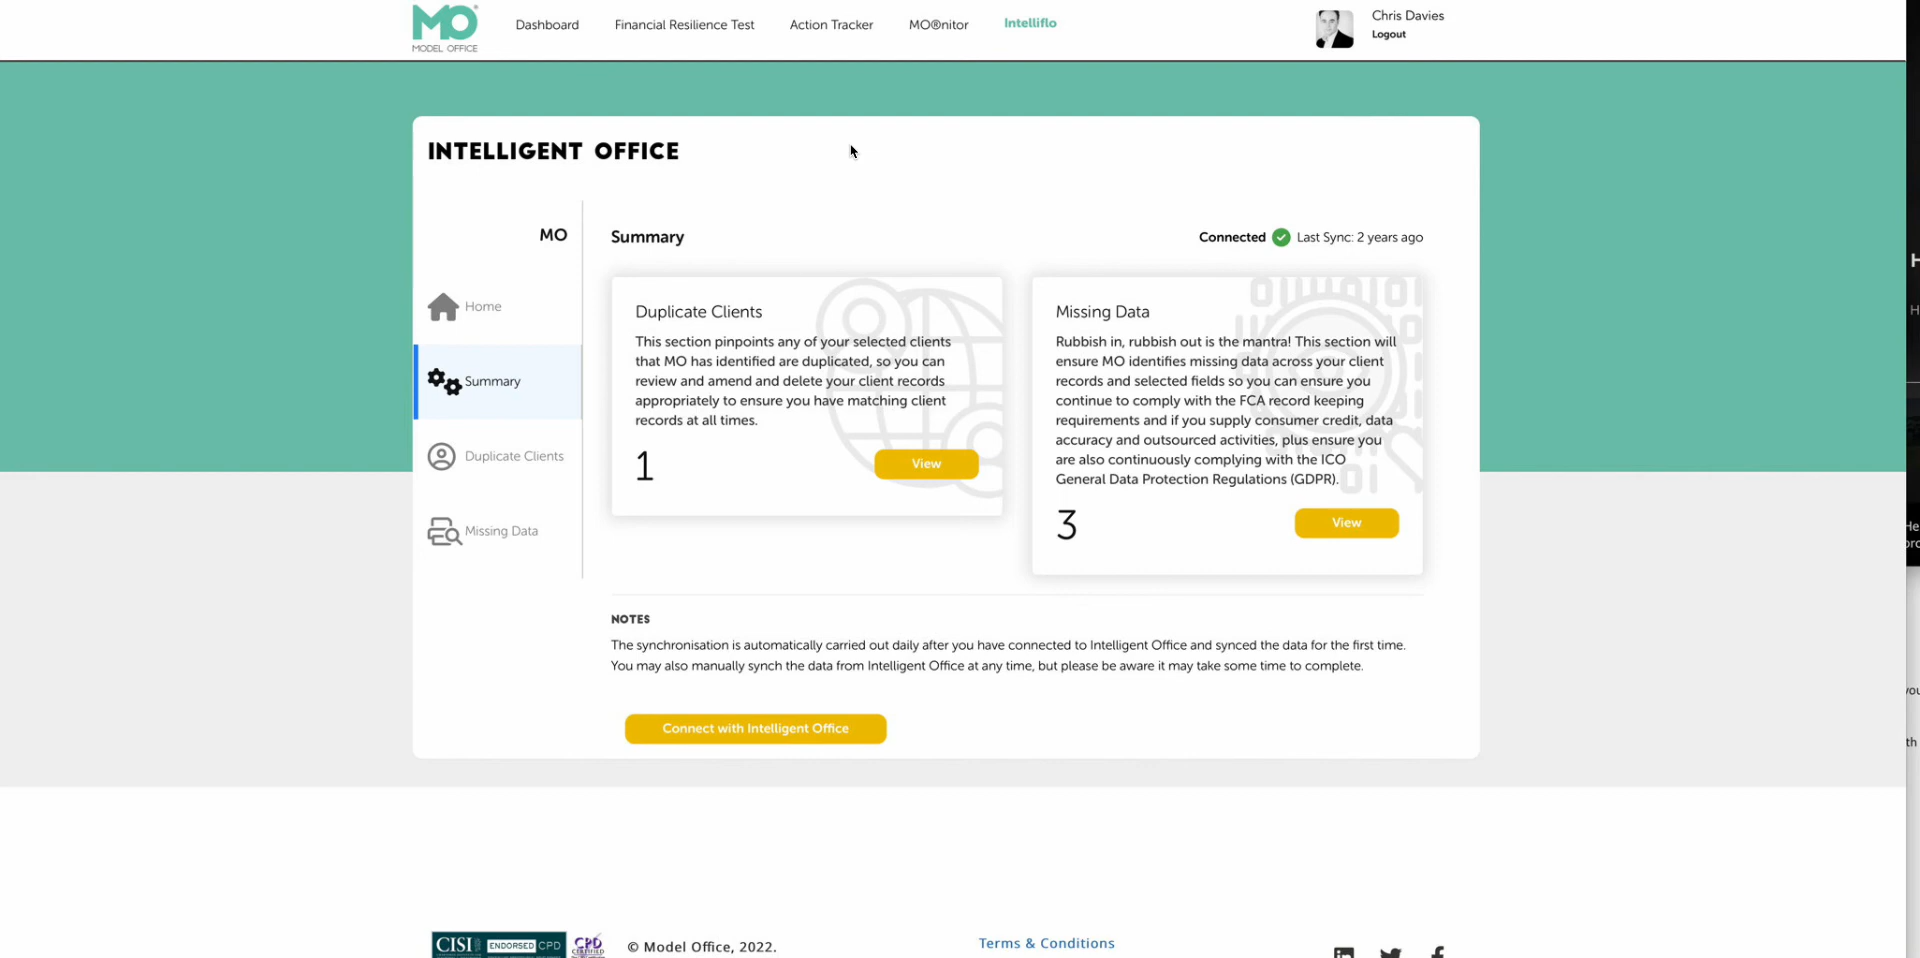 MO
MODEL OFFICE
Dashboard
Financial Resilience Test
Action Tracker
MO®nitor
Intelliflo
Chris Davies
Logout
INTELLIGENT OFFICE
MO
Home
Summary
Duplicate Clients
Missing Data
Summary
Connected Last Sync: 2 years ago
Duplicate Clients
This section pinpoints any of your selected clients
that MO has identified are duplicated, so you can
review and amend and delete your client records
appropriately to ensure you have matching client
records at all times.
1
View
Missing Data
Rubbish in, rubbish out is the mantra! This section will
ensure MO identifies missing data across your client
records and selected fields so you can ensure you
continue to comply with the FCA record keeping
requirements and if you supply consumer credit, data
accuracy and outsourced activities, plus ensure you
are also continuously complying with the ICO
General Data Protection Regulations (GDPR).
3
View
NOTES
The synchronisation is automatically carried out daily after you have connected to Intelligent Office and synced the data for the first time.
You may also manually synch the data from Intelligent Office at any time, but please be aware it may take some time to complete.
Connect with Intelligent Office
CISI ENDORSED CPD
CPD
CERTIFIED
© Model Office, 2022.
Terms & Conditions